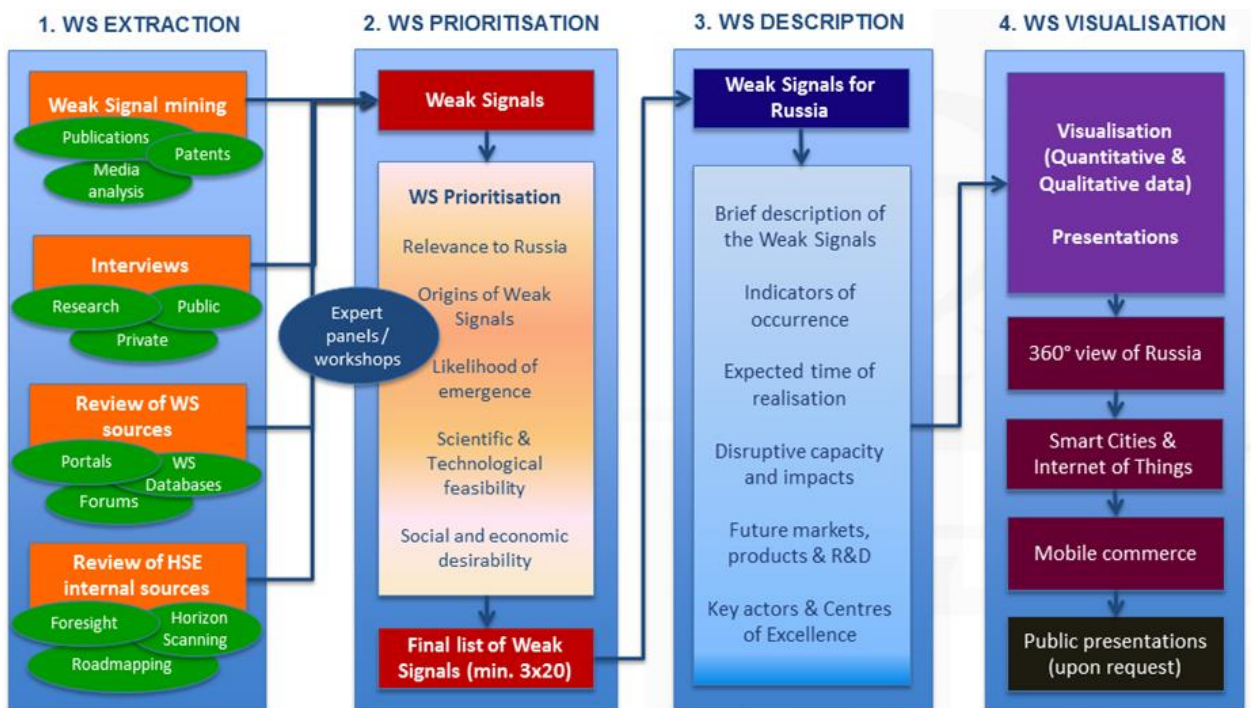 1. WS EXTRACTION
Weak Signal mining
Publications
Patents
Media
analysis
Interviews
Research
Public
Private
Review of WS
sources
Portals
WS
Databases
Forums
Review of HSE
internal sources
Foresight
Horizon
Scanning
Roadmapping
Expert
panels/
workshops
2. WS PRIORITISATION
Weak Signals
WS Prioritisation
Relevance to Russia
Origins of Weak
Signals
Likelihood of
emergence
Scientific &
Technological
feasibility
Social and economic
desirability
Final list of Weak
Signals (min. 3x20)
3. WS DESCRIPTION
Weak Signals for
Russia
Brief description of
the Weak Signals
Indicators of
occurrence
Expected time of
realisation
Disruptive capacity
and impacts
Future markets,
products & R&D
Key actors & Centres
of Excellence
4. WS VISUALISATION
Visualisation
(Quantitative &
Qualitative data)
Presentations
360° view of Russia
Smart Cities &
Internet of Things
Mobile commerce
Public presentations
(upon request)